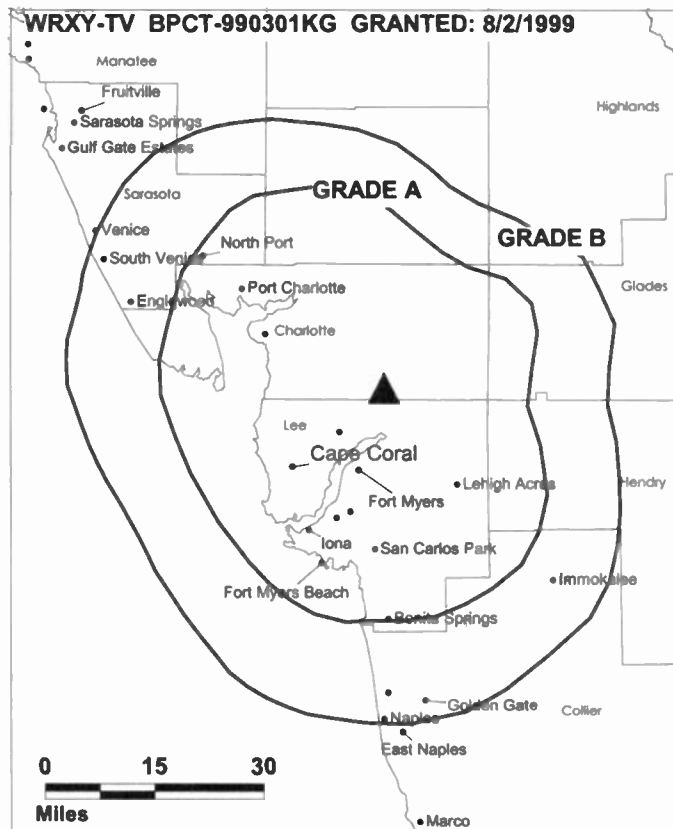 WRXY-TV BPCT-990301KG GRANTED: 8/2/1999
Manatee
Fruitville
Highlands
Sarasota Springs
Gulf Gate Estates
GRADE A
Sarasota
Venice
GRADE B
North Port
South Venice
Port Charlotte
Glades
Englewood
Charlotte
Lee
Cape Coral
Lehigh Acres
Hendry
Fort Myers
Iona
San Carlos Park
Immokalee
Fort Myers Beach
Bonita Springs
Golden Gate
Collier
Naples
East Naples
0 15 30
Miles
Marco